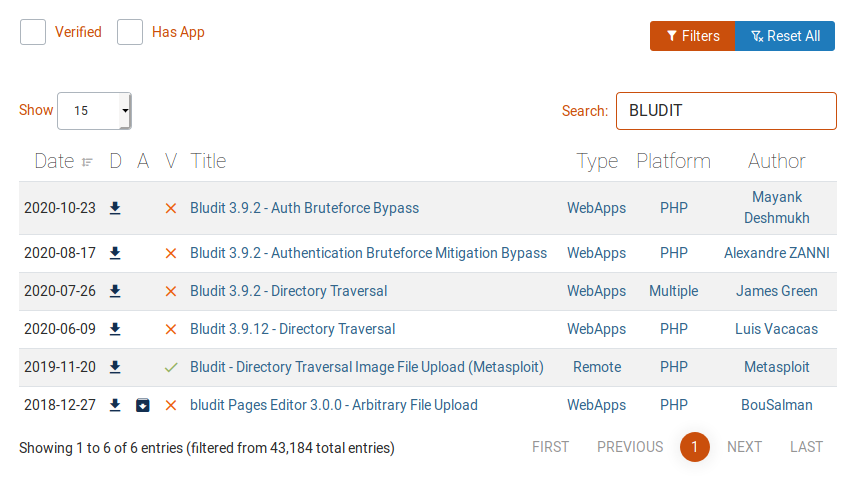 Verified Has App Filters Reset All
Show 15 Search: BLUDIT
Date D A V Title Type Platform Author
2020-10-23 Bludit 3.9.2 - Auth Bruteforce Bypass WebApps PHP Mayank Deshmukh
2020-08-17 Bludit 3.9.2 - Authentication Bruteforce Mitigation Bypass WebApps PHP Alexandre ZANNI
2020-07-26 Bludit 3.9.2 - Directory Traversal WebApps Multiple James Green
2020-06-09 Bludit 3.9.12 - Directory Traversal WebApps PHP Luis Vacacas
2019-11-20 Bludit - Directory Traversal Image File Upload (Metasploit) Remote PHP Metasploit
2018-12-27 bludit Pages Editor 3.0.0 - Arbitrary File Upload WebApps PHP BouSalman
Showing 1 to 6 of 6 entries (filtered from 43,184 total entries) FIRST PREVIOUS 1 NEXT LAST